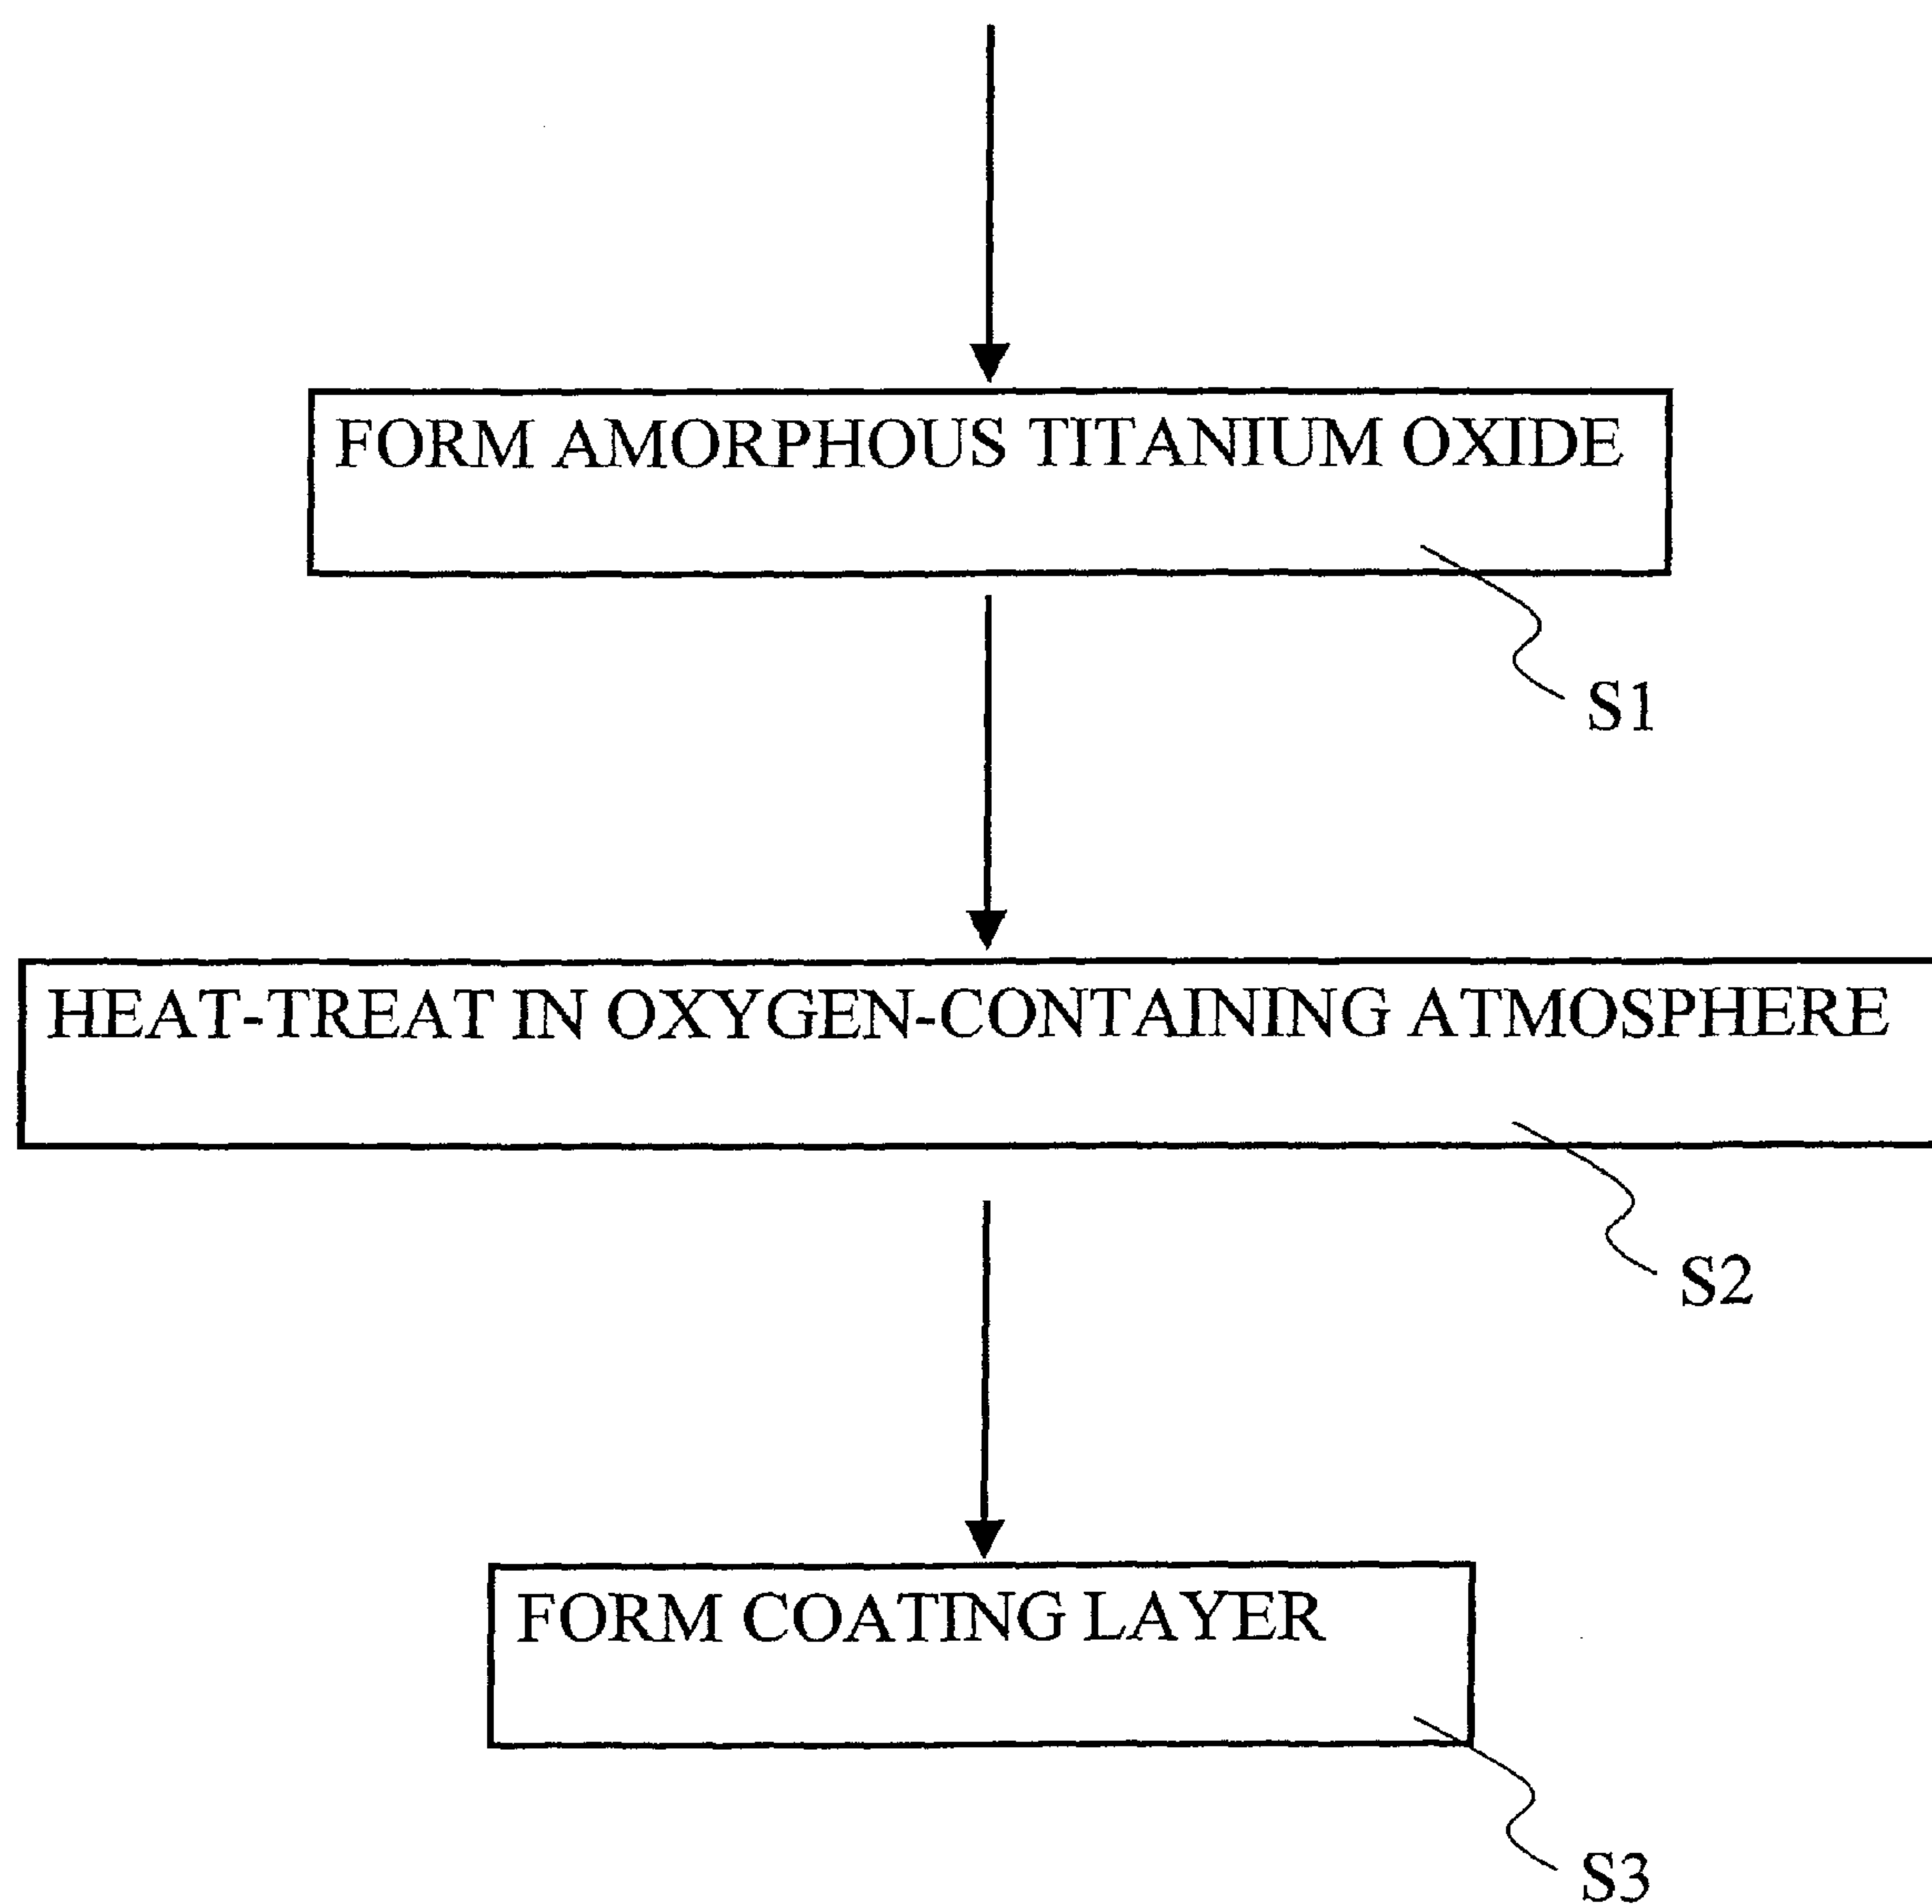 FORM AMORPHOUS TITANIUM OXIDE
S1
HEAT-TREAT IN OXYGEN-CONTAINING ATMOSPHERE
S2
FORM COATING LAYER
S3